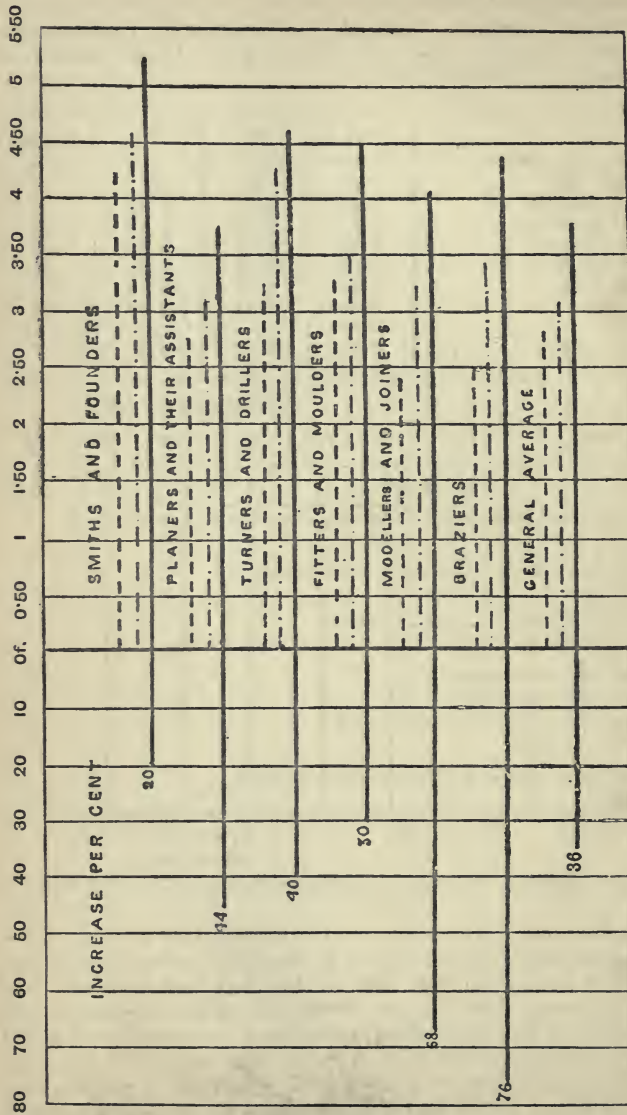 80 70 60 50 40 30 20 10 0f. 0·50 1 1·50 2 2·50 3 3·50 4 4·50 5 5·50
INCREASE PER CENT
SMITHS AND FOUNDERS
20
PLANERS AND THEIR ASSISTANTS
44
TURNERS AND DRILLERS
40
FITTERS AND MOULDERS
30
MODELLERS AND JOINERS
68
BRAZIERS
76
GENERAL AVERAGE
36